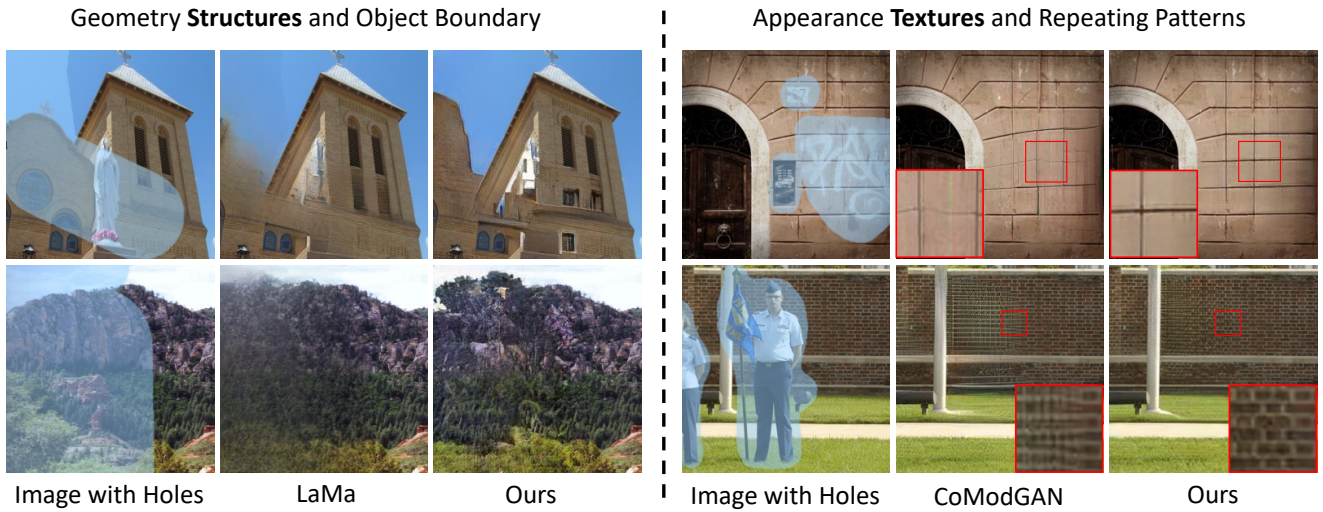 Geometry Structures and Object Boundary
Appearance Textures and Repeating Patterns
Image with Holes
LaMa
Ours
Image with Holes
CoModGAN
Ours